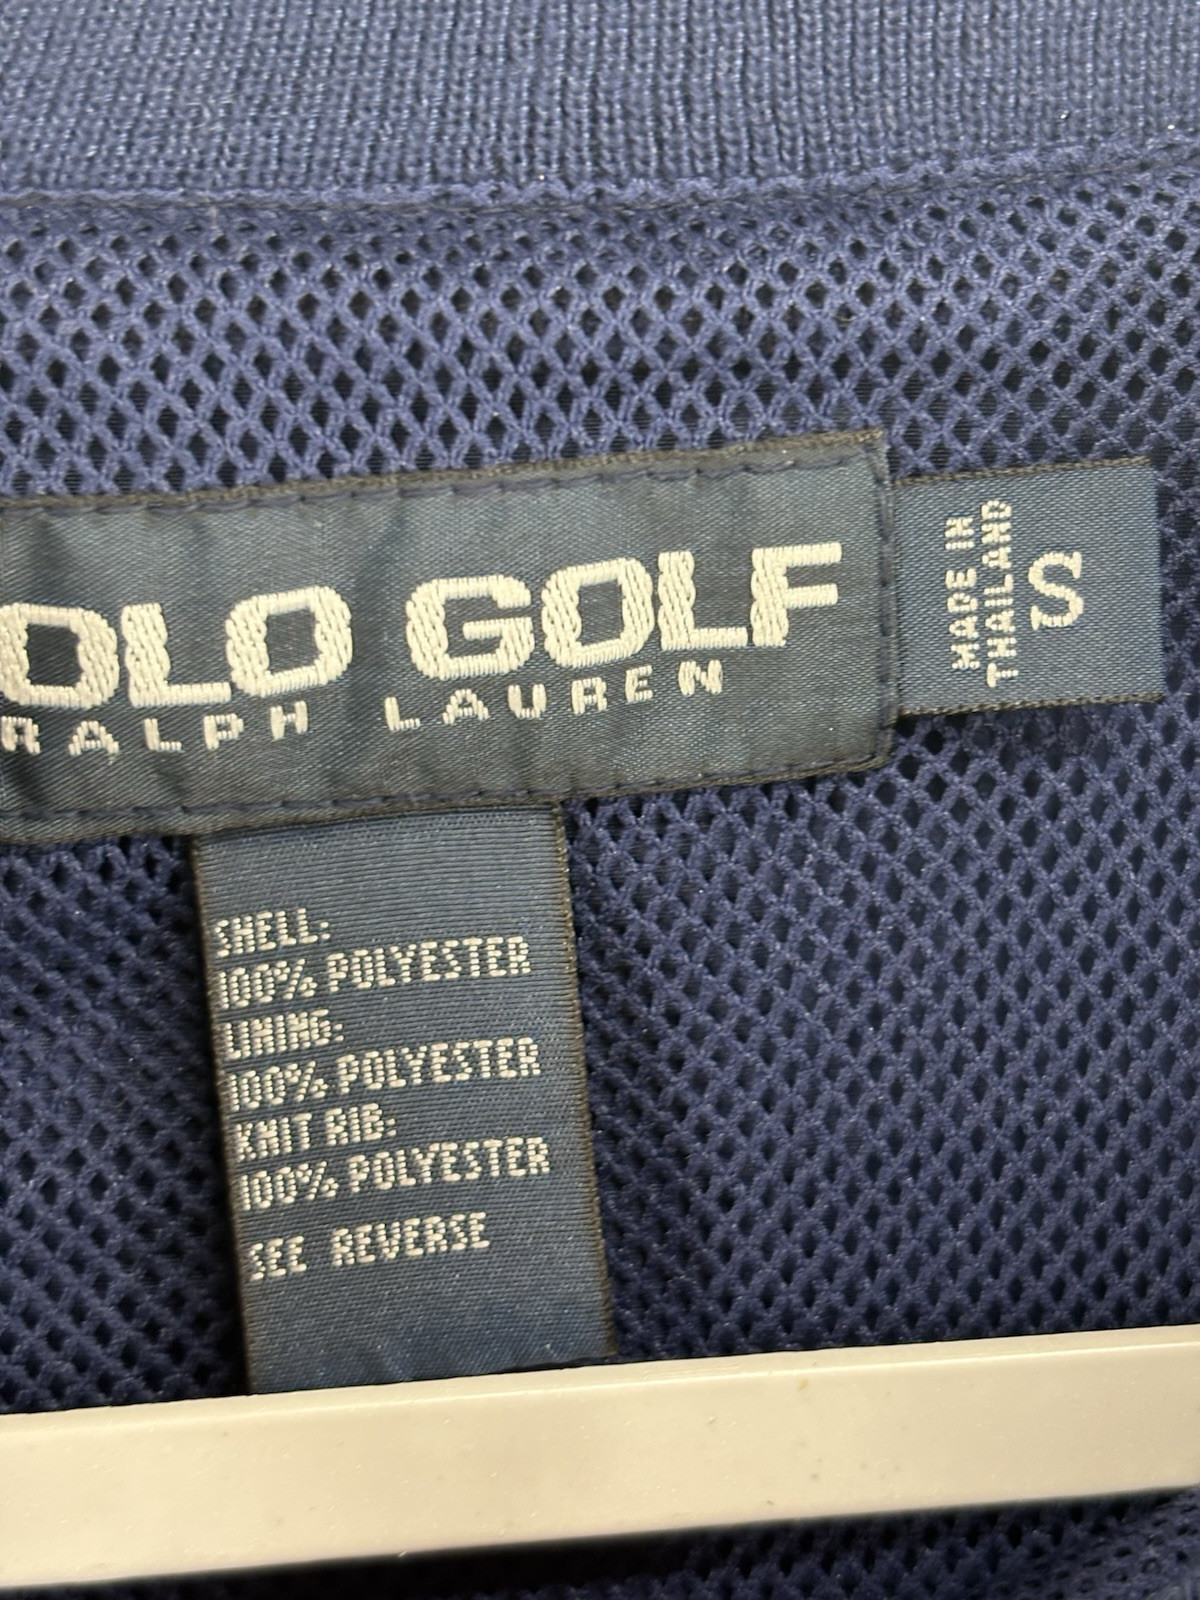 OLO GOLF
RALPH LAUREN
MADE IN
THAILAND
S
SHELL:
100% POLYESTER
LINING:
100% POLYESTER
KNIT RIB:
100% POLYESTER
SEE REVERSE